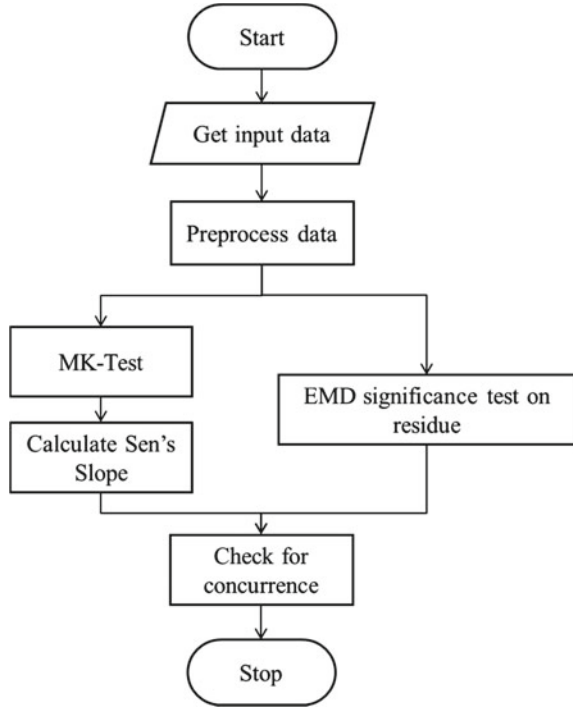 Start
Get input data
Preprocess data
MK-Test
Calculate Sen's
Slope
EMD significance test on
residue
Check for
concurrence
Stop